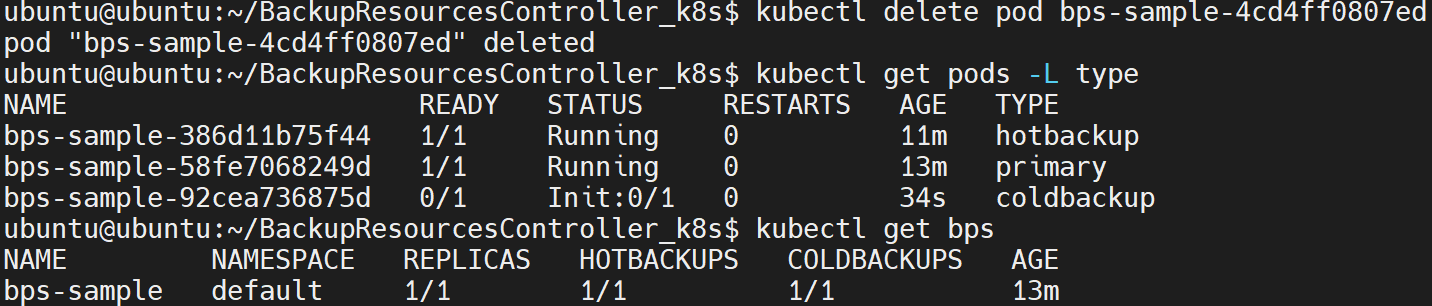 ubuntu@ubuntu:~/BackupResourcesController_k8s$ kubectl delete pod bps-sample-4cd4ff0807ed
pod "bps-sample-4cd4ff0807ed" deleted
ubuntu@ubuntu:~/BackupResourcesController_k8s$ kubectl get pods -L type
NAME                       READY   STATUS     RESTARTS   AGE   TYPE
bps-sample-386d11b75f44   1/1     Running    0          11m   hotbackup
bps-sample-58fe7068249d   1/1     Running    0          13m   primary
bps-sample-92cea736875d   0/1     Init:0/1   0          34s   coldbackup
ubuntu@ubuntu:~/BackupResourcesController_k8s$ kubectl get bps
NAME         NAMESPACE   REPLICAS   HOTBACKUPS   COLDBACKUPS   AGE
bps-sample   default     1/1        1/1          1/1           13m